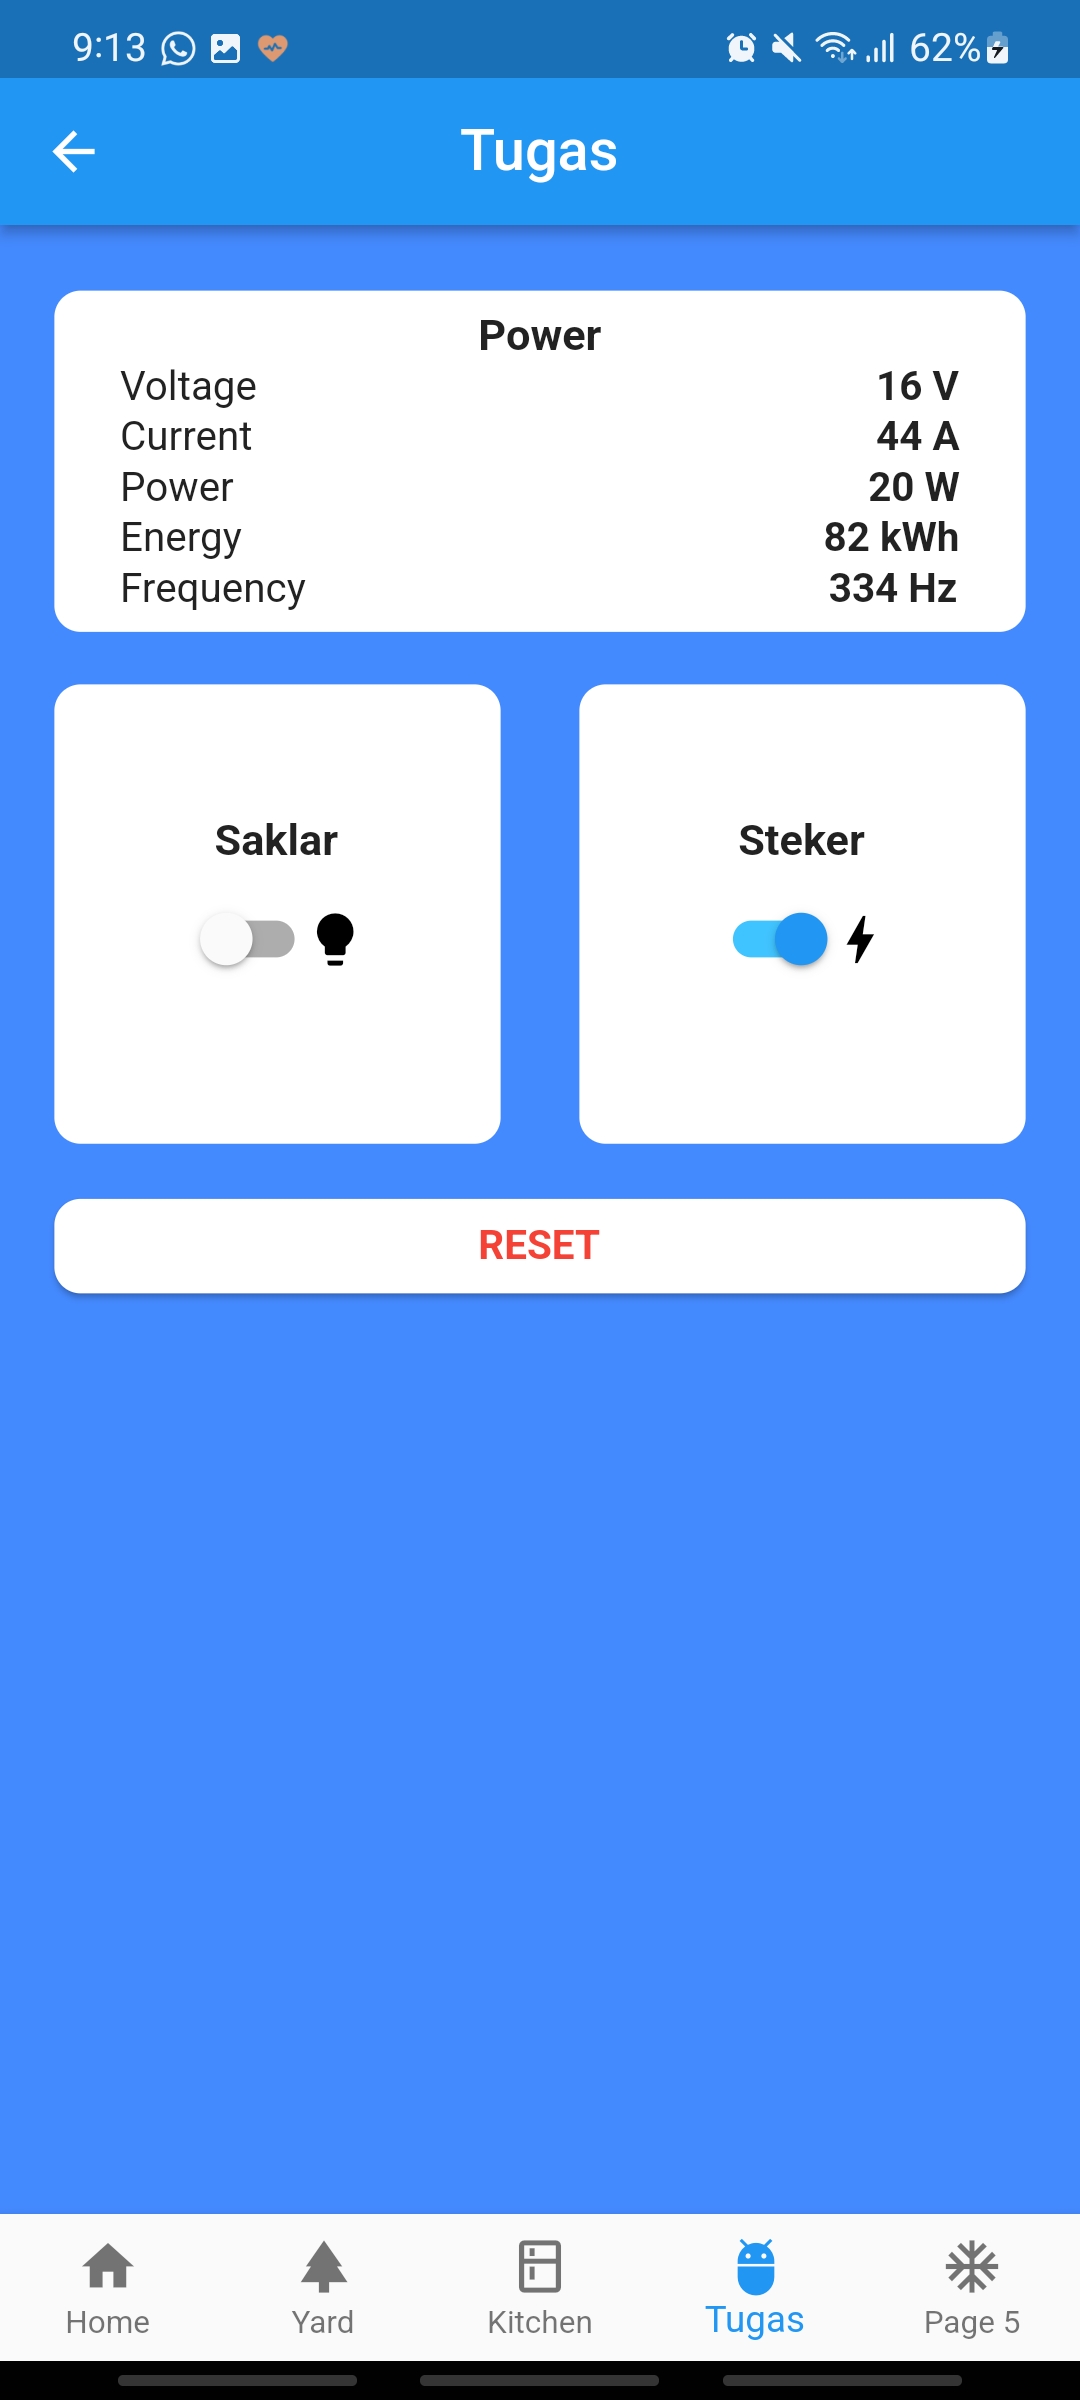 9:13 62%
Tugas
Power
Voltage 16 V
Current 44 A
Power 20 W
Energy 82 kWh
Frequency 334 Hz
Saklar Steker
RESET
Home Yard Kitchen Tugas Page 5